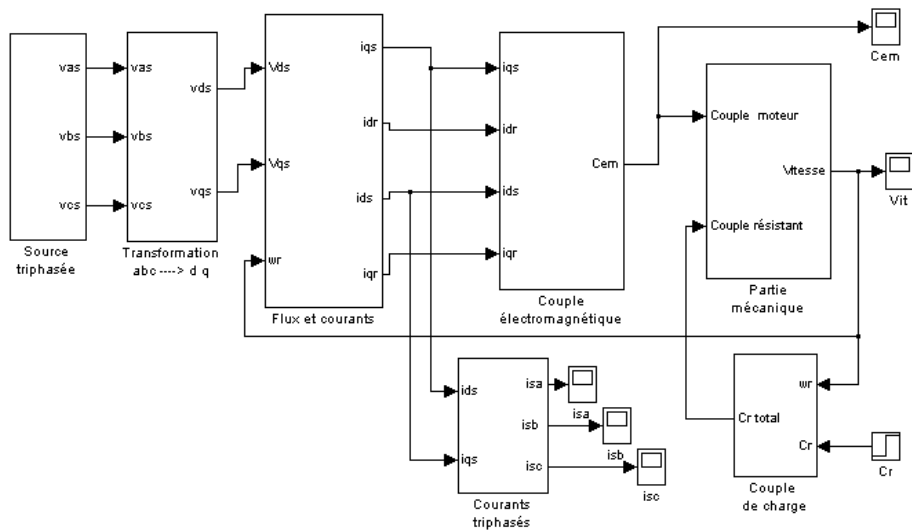 vas
vbs
vcs
Source
triphasée
vas
vbs
vcs
vds
vqs
Transformation
abc ----> d q
Vds
Vqs
wr
iqs
idr
ids
iqr
Flux et courants
iqs
idr
ids
iqr
Cem
Couple
électromagnétique
Couple moteur
Couple résistant
Vitesse
Partie
mécanique
Cem
Vit
ids
iqs
isa
isb
isc
Courants
triphasés
isa
isb
isc
wr
Cr total
Cr
Couple
de charge
Cr